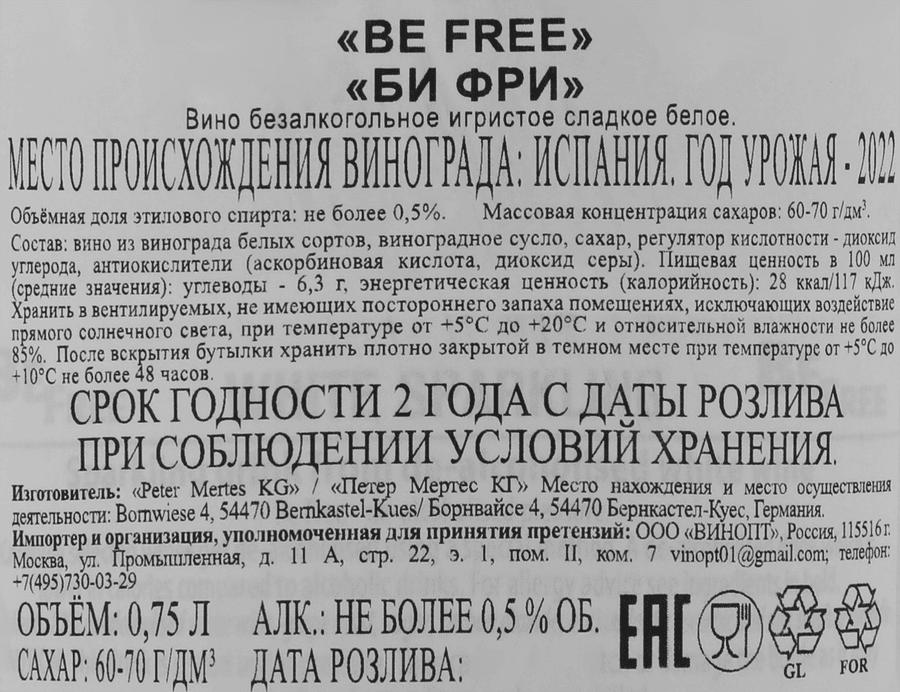 «BE FREE»
«БИ ФРИ»
Вино безалкогольное игристое сладкое белое.
МЕСТО ПРОИСХОЖДЕНИЯ ВИНОГРАДА: ИСПАНИЯ. ГОД УРОЖАЯ - 2022
Объёмная доля этилового спирта: не более 0,5%. Массовая концентрация сахаров: 60-70 г/дм³.
Состав: вино из винограда белых сортов, виноградное сусло, сахар, регулятор кислотности - диоксид
углерода, антиокислители (аскорбиновая кислота, диоксид серы). Пищевая ценность в 100 мл
(средние значения): углеводы - 6,3 г, энергетическая ценность (калорийность): 28 ккал/117 кДж.
Хранить в вентилируемых, не имеющих постороннего запаха помещениях, исключающих воздействие
прямого солнечного света, при температуре от +5°С до +20°С и относительной влажности не более
85%. После вскрытия бутылки хранить плотно закрытой в темном месте при температуре от +5°С до
+10°С не более 48 часов.
СРОК ГОДНОСТИ 2 ГОДА С ДАТЫ РОЗЛИВА
ПРИ СОБЛЮДЕНИИ УСЛОВИЙ ХРАНЕНИЯ.
Изготовитель: «Peter Mertes KG» / «Петер Мертес КГ» Место нахождения и место осуществления
деятельности: Bornwiese 4, 54470 Bernkastel-Kues/ Борнвайсе 4, 54470 Бернкастел-Куес, Германия.
Импортер и организация, уполномоченная для принятия претензий: ООО «ВИНОПТ», Россия, 115516 г.
Москва, ул. Промышленная, д. 11 А, стр. 22, э. 1, пом. II, ком. 7 vinopt01@gmail.com; телефон:
+7(495)730-03-29
ОБЪЁМ: 0,75 Л АЛК.: НЕ БОЛЕЕ 0,5 % ОБ.
САХАР: 60-70 Г/ДМ³ ДАТА РОЗЛИВА:
EAC
GL FOR